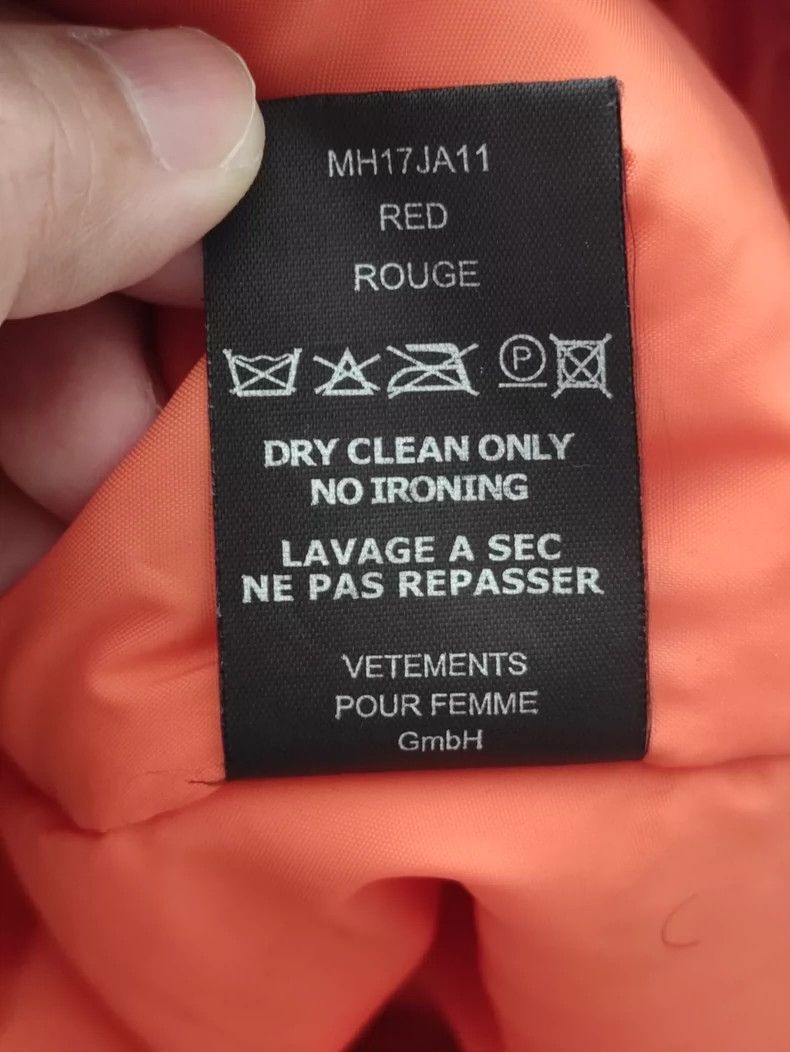 MH17JA11
RED
ROUGE
P
DRY CLEAN ONLY
NO IRONING
LAVAGE A SEC
NE PAS REPASSER
VETEMENTS
POUR FEMME
GmbH